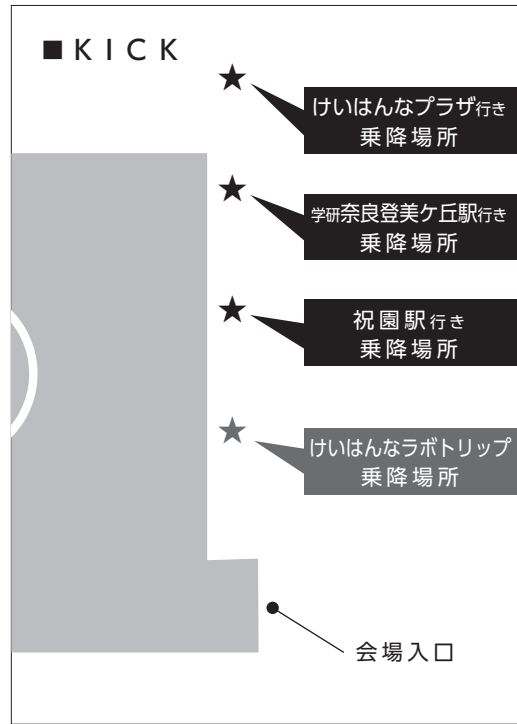 ■KICK
けいはんなプラザ行き
乗降場所
学研奈良登美ケ丘駅行き
乗降場所
祝園駅行き
乗降場所
けいはんなラボトリップ
乗降場所
会場入口